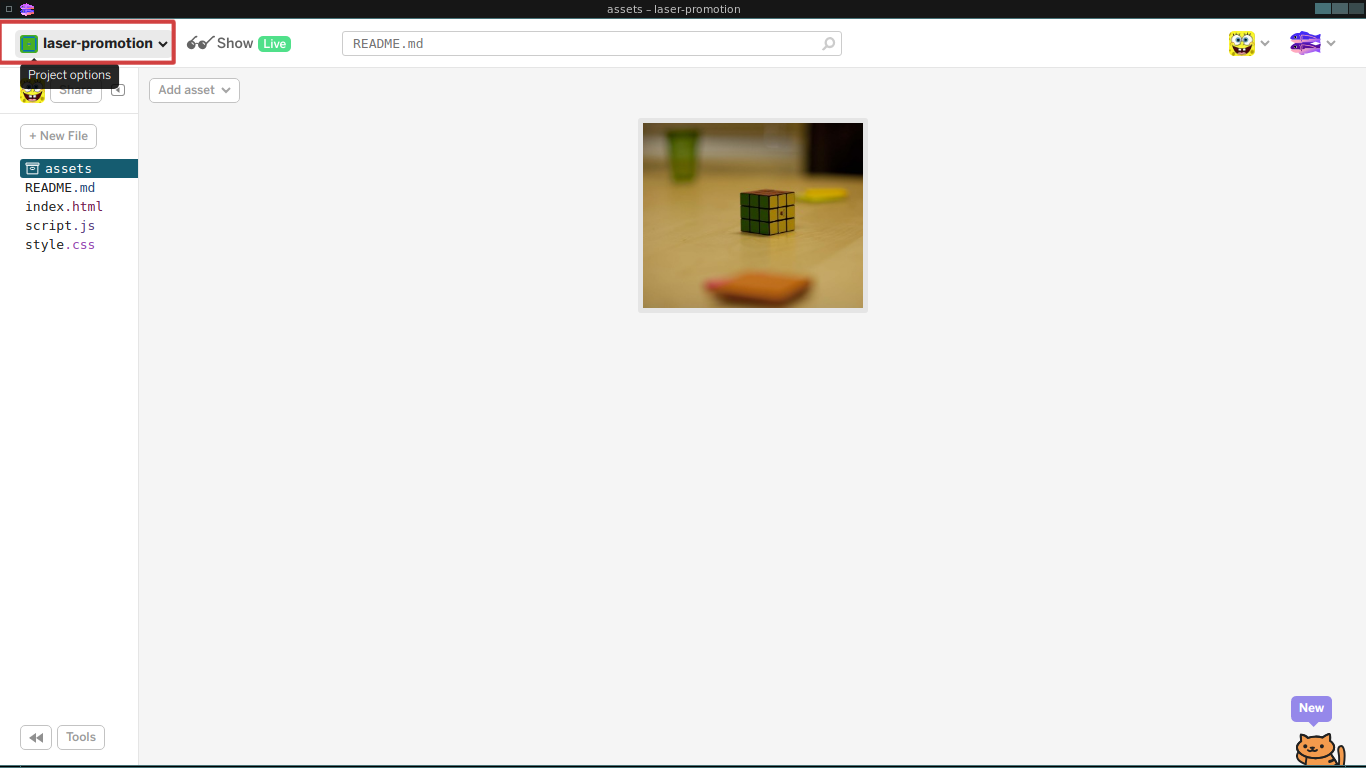 assets – laser-promotion
laser-promotion
Show
Live
README.md
Project options
Share
Add asset
+ New File
assets
README.md
index.html
script.js
style.css
Tools
New